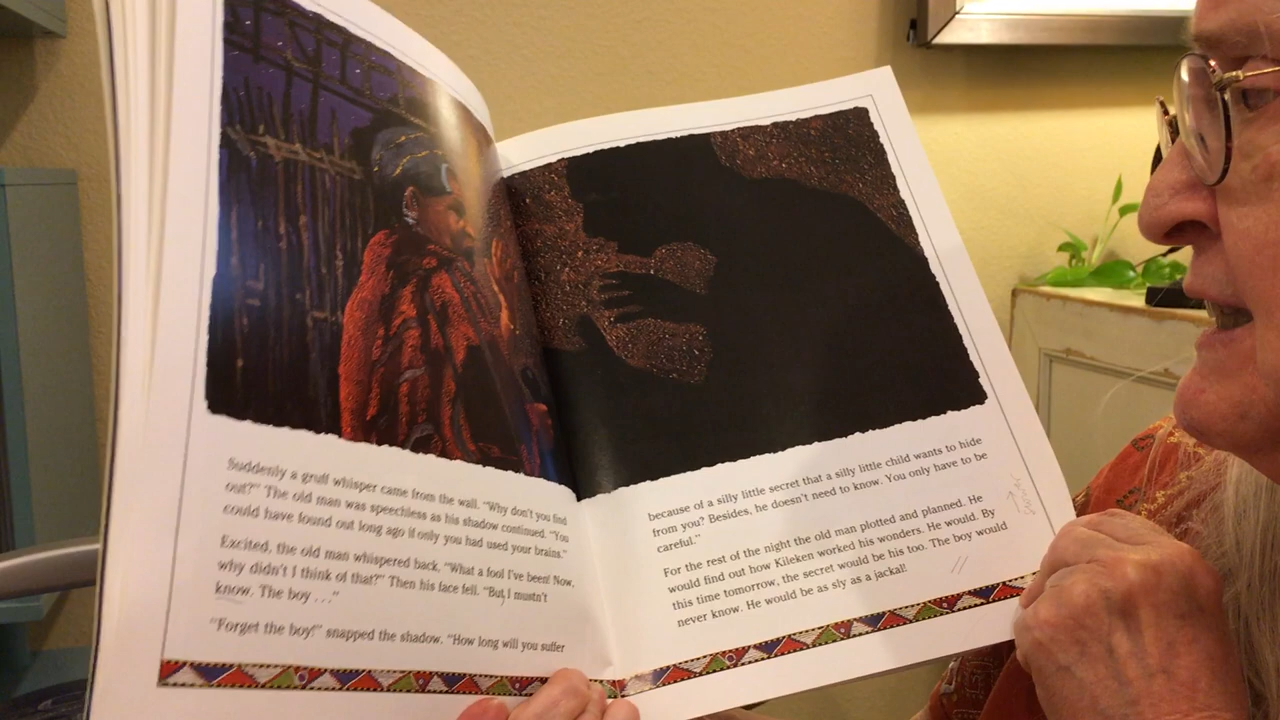 Suddenly a gruff whisper came from the wall. "Why don't you find
out?" The old man was speechless as his shadow continued. "You
could have found out long ago if only you had used your brains."
Excited, the old man whispered back, "What a fool I've been! Now,
why didn't I think of that?" Then his face fell. "But, I mustn't
know. The boy . . ."
"Forget the boy!" snapped the shadow. "How long will you suffer
because of a silly little secret that a silly little child wants to hide
from you? Besides, he doesn't need to know. You only have to be
careful."
For the rest of the night the old man plotted and planned. He
would find out how Kileken worked his wonders. He would. By
this time tomorrow, the secret would be his too. The boy would
never know. He would be as sly as a jackal!